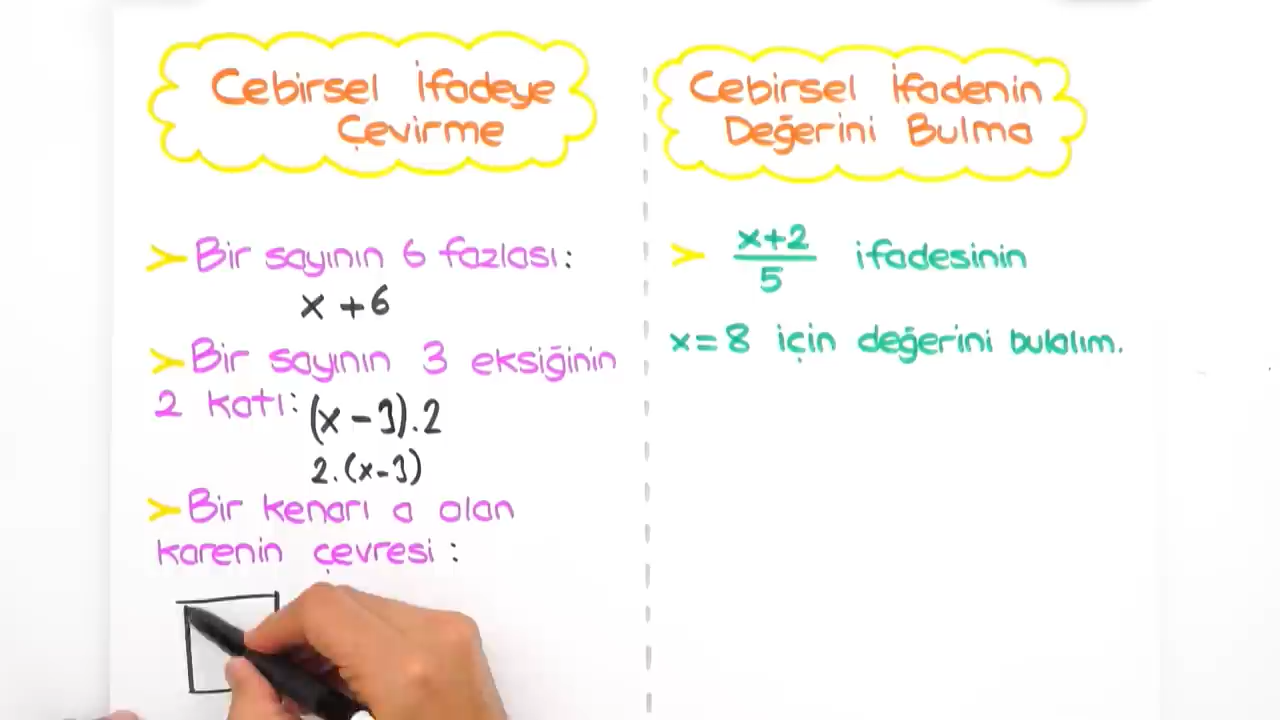 Cebirsel İfadeye
Çevirme
➤ Bir sayının 6 fazlası:
x + 6
➤ Bir sayının 3 eksiğinin
2 katı: (x - 3).2
2.(x-3)
➤ Bir kenarı a olan
karenin çevresi :
Cebirsel İfadenin
Değerini Bulma
➤ x+2
5 ifadesinin
x=8 için değerini bulalım.